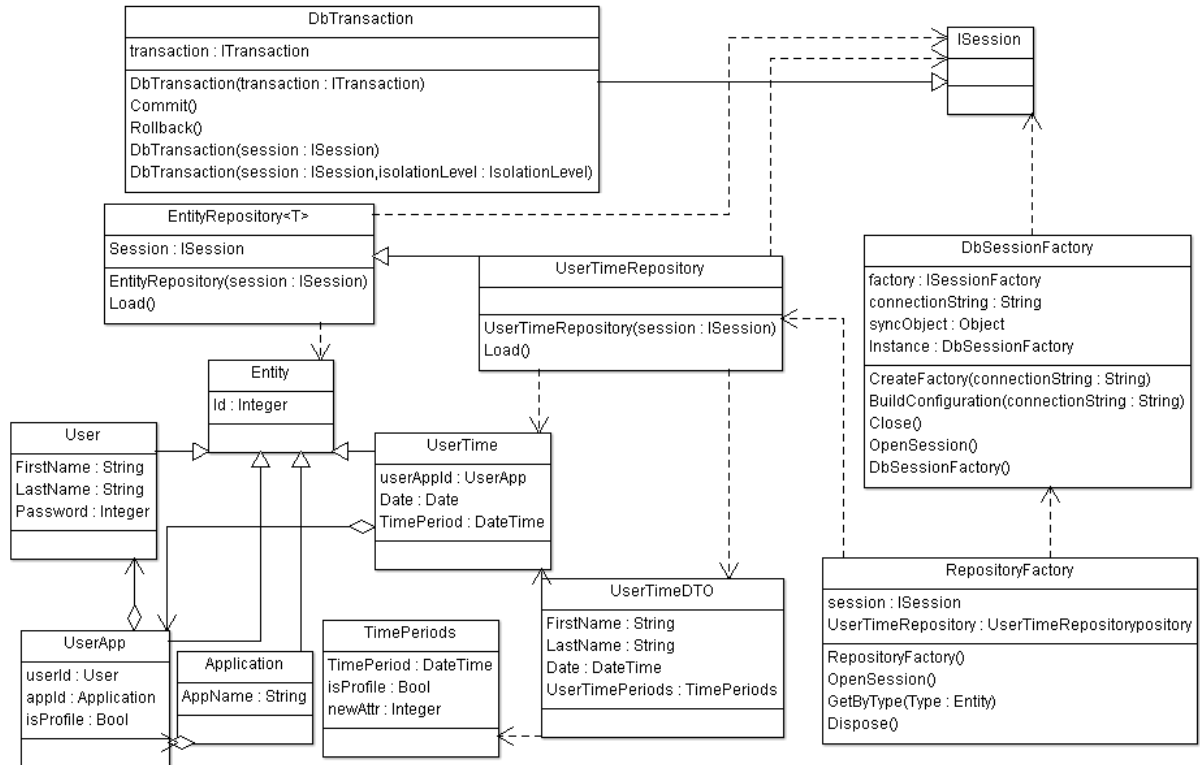 DbTransaction
transaction : ITransaction
DbTransaction(transaction : ITransaction)
Commit()
Rollback()
DbTransaction(session : ISession)
DbTransaction(session : ISession,isolationLevel : IsolationLevel)
ISession
EntityRepository<T>
Session : ISession
EntityRepository(session : ISession)
Load()
UserTimeRepository
UserTimeRepository(session : ISession)
Load()
DbSessionFactory
factory : ISessionFactory
connectionString : String
syncObject : Object
Instance : DbSessionFactory
CreateFactory(connectionString : String)
BuildConfiguration(connectionString : String)
Close()
OpenSession()
DbSessionFactory()
Entity
Id : Integer
User
FirstName : String
LastName : String
Password : Integer
UserTime
userAppId : UserApp
Date : Date
TimePeriod : DateTime
UserApp
userId : User
appId : Application
isProfile : Bool
Application
AppName : String
TimePeriods
TimePeriod : DateTime
isProfile : Bool
newAttr : Integer
UserTimeDTO
FirstName : String
LastName : String
Date : DateTime
UserTimePeriods : TimePeriods
RepositoryFactory
session : ISession
UserTimeRepository : UserTimeRepositorypository
RepositoryFactory()
OpenSession()
GetByType(Type : Entity)
Dispose()